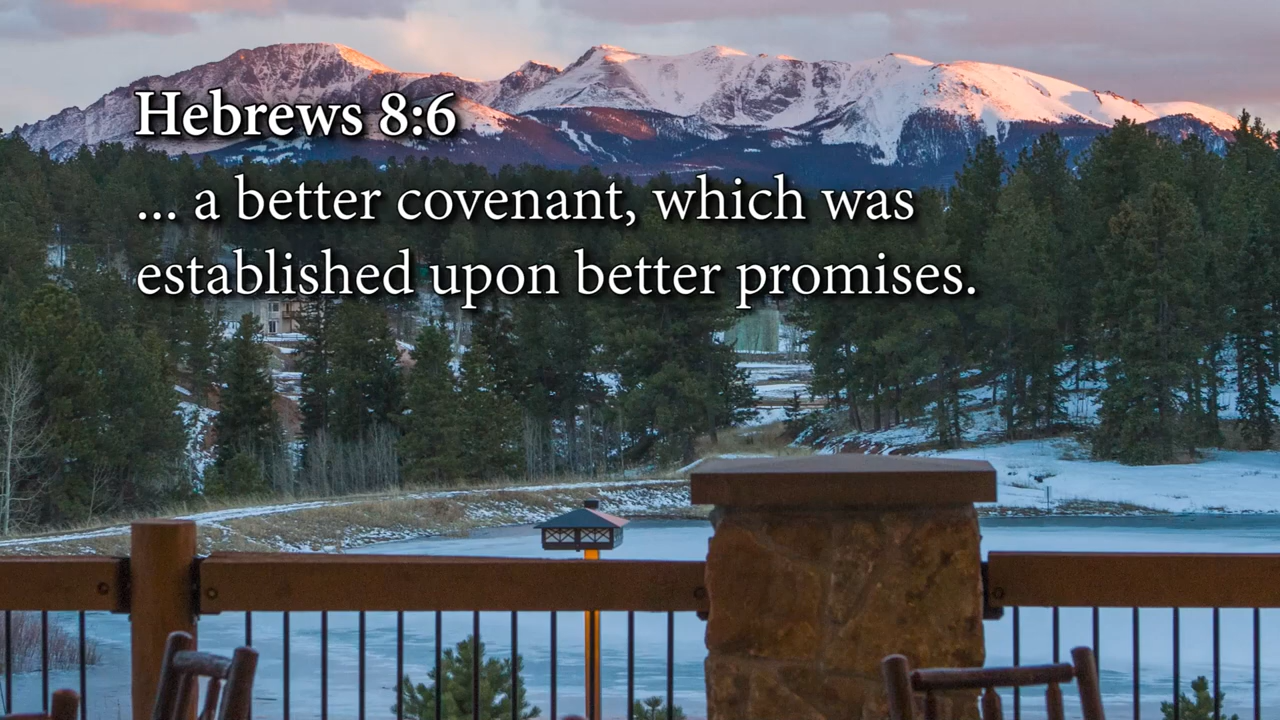 Hebrews 8:6
... a better covenant, which was
established upon better promises.